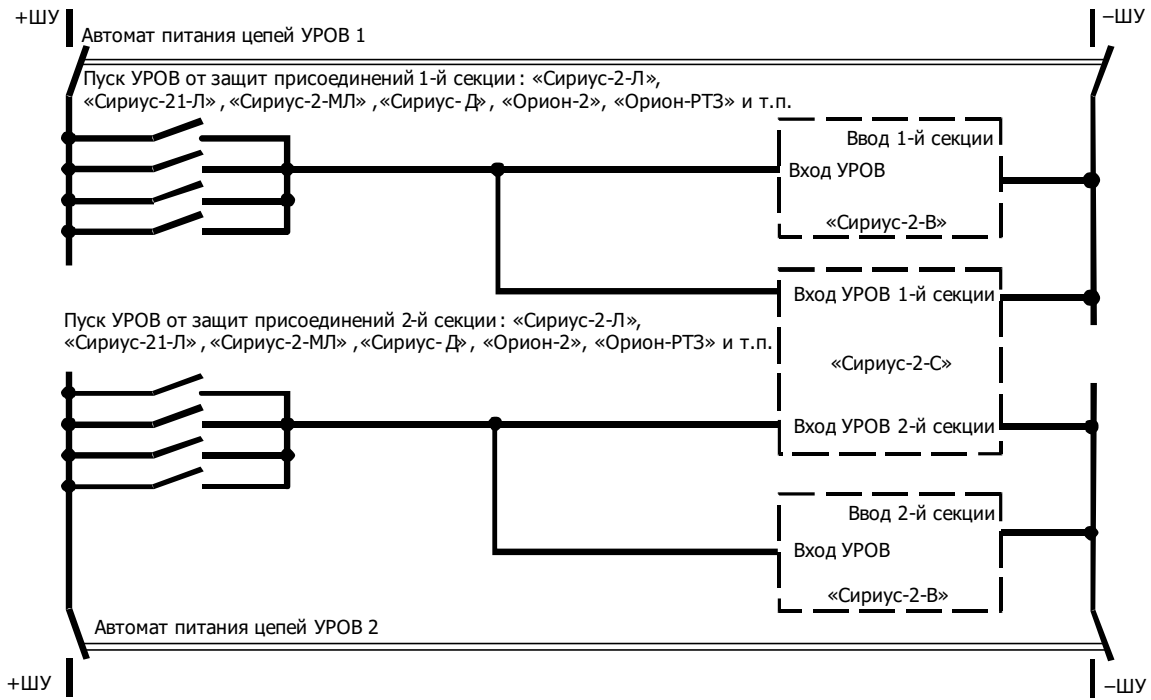 +ШУ
–ШУ
Автомат питания цепей УРОВ 1
Пуск УРОВ от защит присоединений 1-й секции: «Сириус-2-Л»,
«Сириус-21-Л», «Сириус-2-МЛ», «Сириус-Д», «Орион-2», «Орион-РТЗ» и т.п.
Ввод 1-й секции
Вход УРОВ
«Сириус-2-В»
Вход УРОВ 1-й секции
Пуск УРОВ от защит присоединений 2-й секции: «Сириус-2-Л»,
«Сириус-21-Л», «Сириус-2-МЛ», «Сириус-Д», «Орион-2», «Орион-РТЗ» и т.п.
«Сириус-2-С»
Вход УРОВ 2-й секции
Ввод 2-й секции
Вход УРОВ
«Сириус-2-В»
Автомат питания цепей УРОВ 2
+ШУ
–ШУ